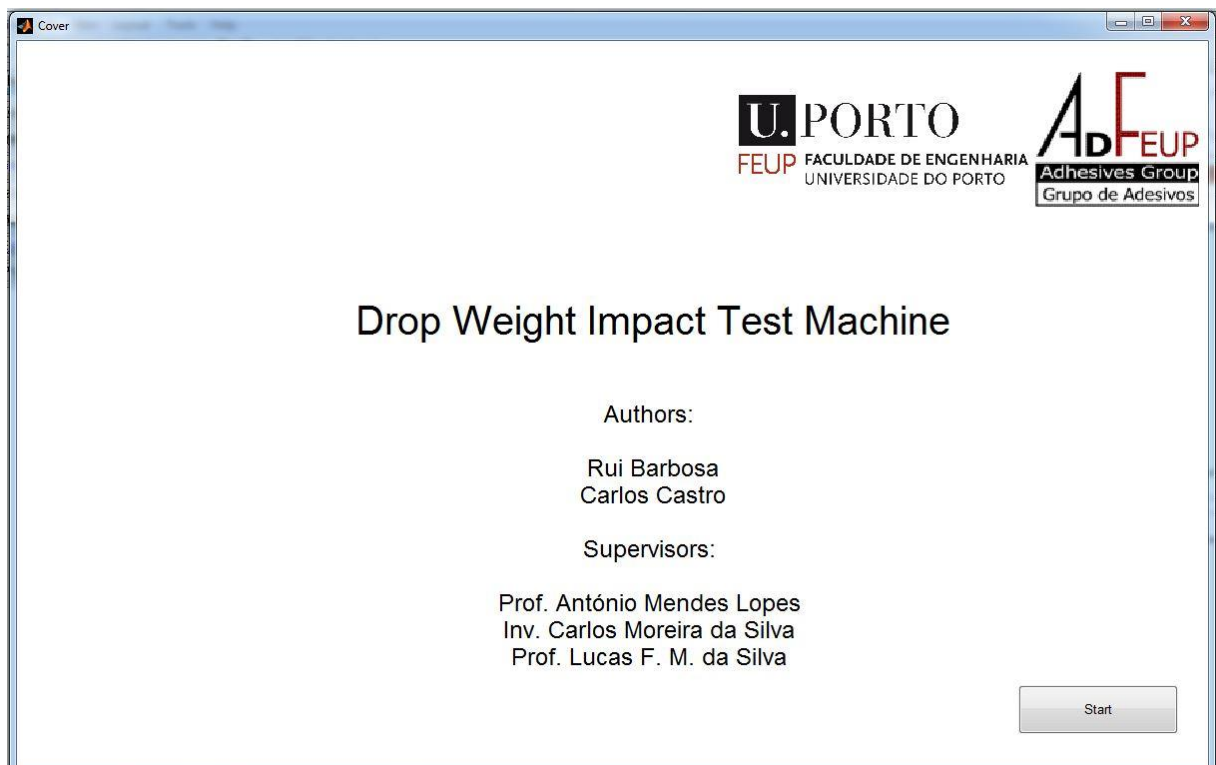 Cover
U. PORTO
FEUP FACULDADE DE ENGENHARIA
UNIVERSIDADE DO PORTO
ADFEUP
Adhesives Group
Grupo de Adesivos
Drop Weight Impact Test Machine
Authors:
Rui Barbosa
Carlos Castro
Supervisors:
Prof. António Mendes Lopes
Inv. Carlos Moreira da Silva
Prof. Lucas F. M. da Silva
Start